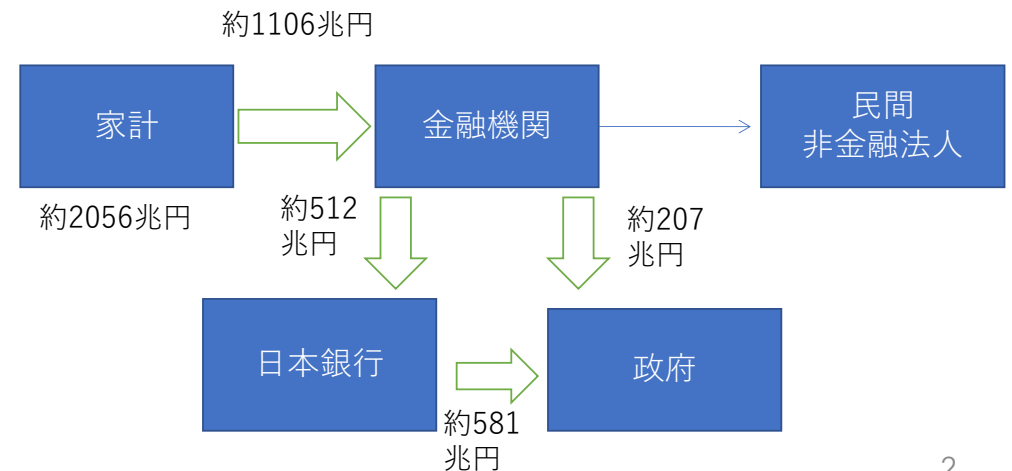 約1106兆円
家計
金融機関
民間
非金融法人
約2056兆円
約512
兆円
約207
兆円
日本銀行
政府
約581
兆円
2